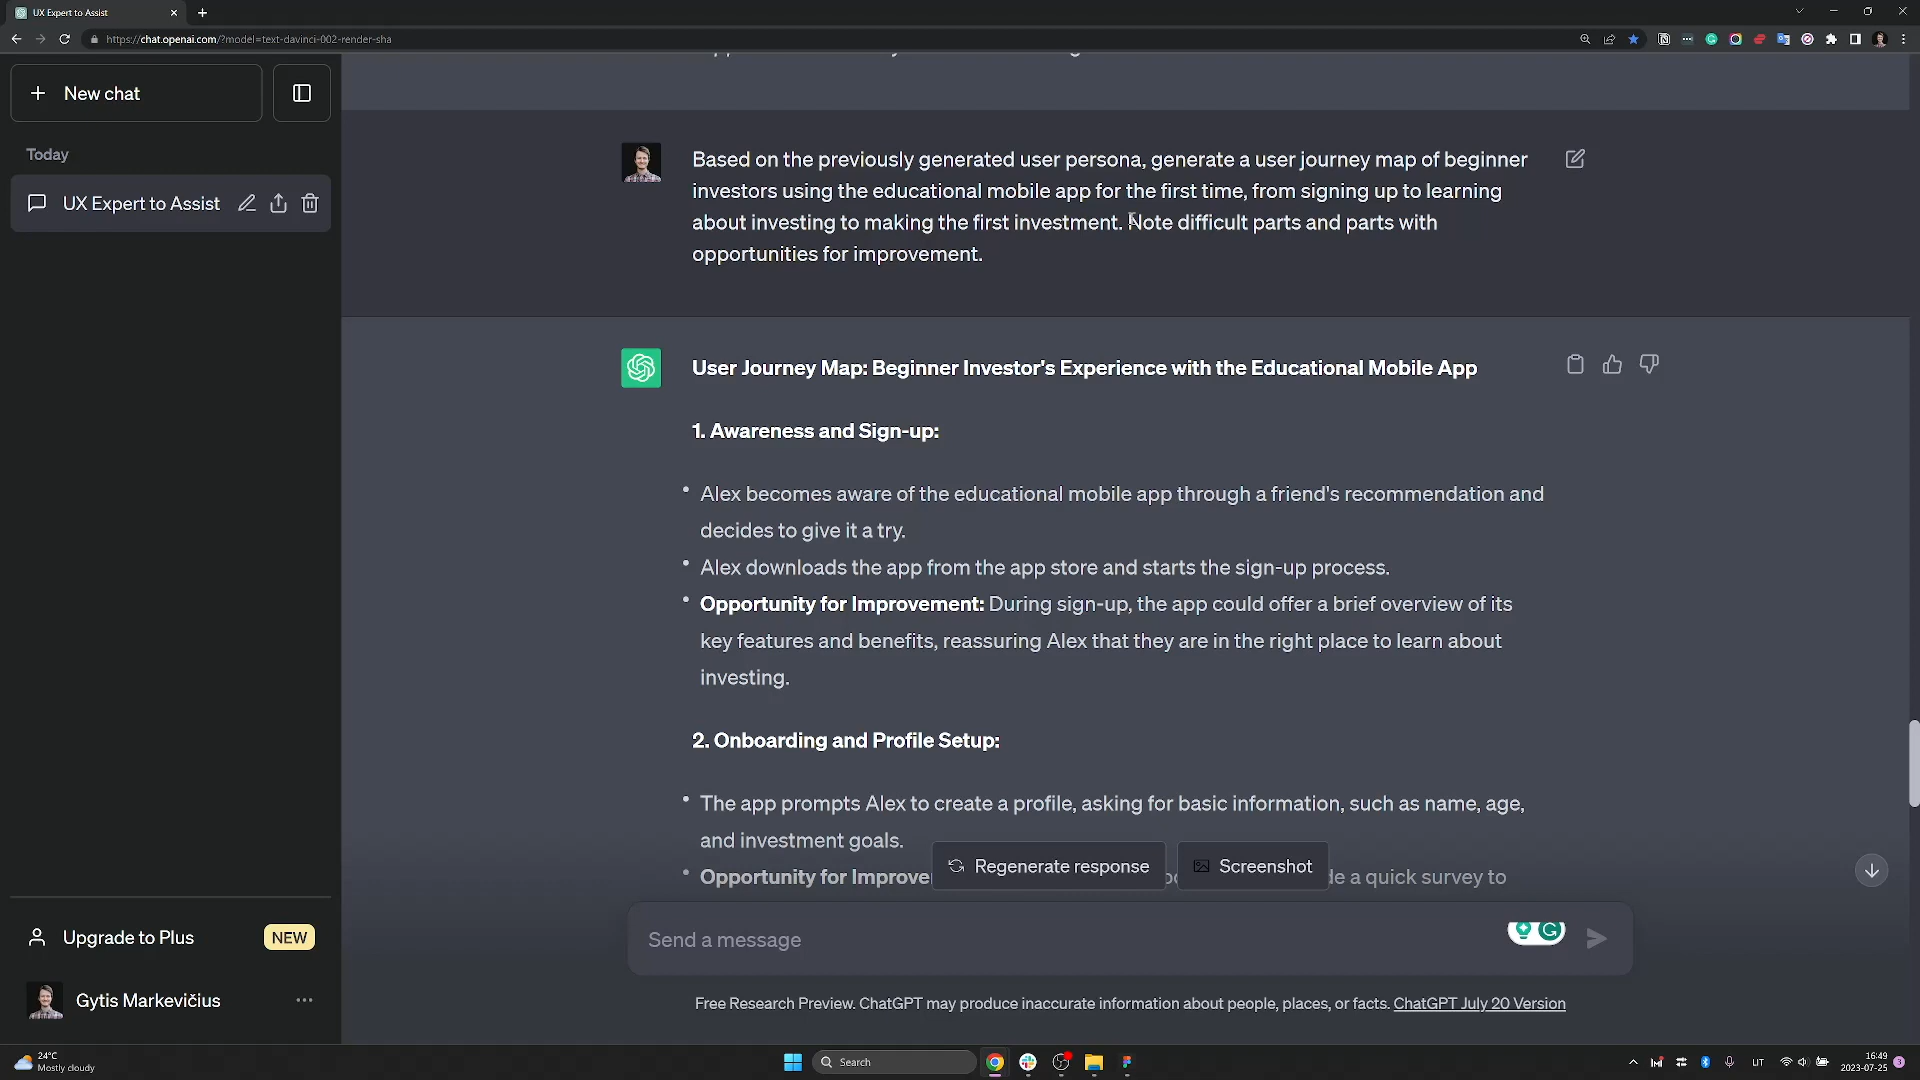 UX Expert to Assist
https://chat.openai.com/?model=text-davinci-002-render-sha
New chat
Today
UX Expert to Assist
Based on the previously generated user persona, generate a user journey map of beginner
investors using the educational mobile app for the first time, from signing up to learning
about investing to making the first investment. Note difficult parts and parts with
opportunities for improvement.
User Journey Map: Beginner Investor's Experience with the Educational Mobile App
1. Awareness and Sign-up:
• Alex becomes aware of the educational mobile app through a friend's recommendation and
decides to give it a try.
• Alex downloads the app from the app store and starts the sign-up process.
• Opportunity for Improvement: During sign-up, the app could offer a brief overview of its
key features and benefits, reassuring Alex that they are in the right place to learn about
investing.
2. Onboarding and Profile Setup:
• The app prompts Alex to create a profile, asking for basic information, such as name, age,
and investment goals.
• Opportunity for Improve
de a quick survey to
Regenerate response
Screenshot
Send a message
Free Research Preview. ChatGPT may produce inaccurate information about people, places, or facts. ChatGPT July 20 Version
Upgrade to Plus
NEW
Gytis Markevičius
24°C
Mostly cloudy
Search
UT
16:49
2023-07-25
3